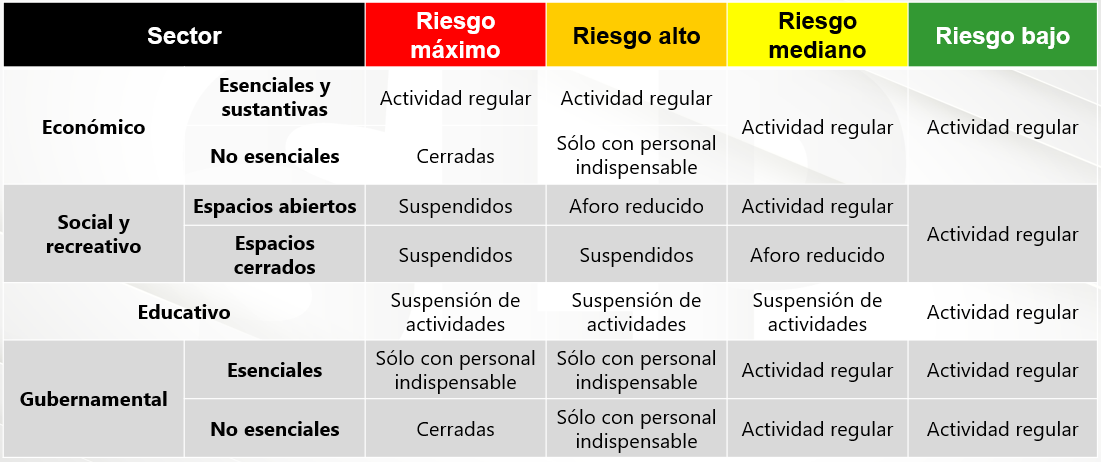 Sector
Riesgo
máximo
Riesgo alto
Riesgo
mediano
Riesgo bajo
Económico
Esenciales y
sustantivas
Actividad regular
Actividad regular
Actividad regular
Actividad regular
No esenciales
Cerradas
Sólo con personal
indispensable
Social y
recreativo
Espacios abiertos
Suspendidos
Aforo reducido
Actividad regular
Actividad regular
Espacios
cerrados
Suspendidos
Suspendidos
Aforo reducido
Educativo
Suspensión de
actividades
Suspensión de
actividades
Suspensión de
actividades
Actividad regular
Gubernamental
Esenciales
Sólo con personal
indispensable
Sólo con personal
indispensable
Actividad regular
Actividad regular
No esenciales
Cerradas
Sólo con personal
indispensable
Actividad regular
Actividad regular